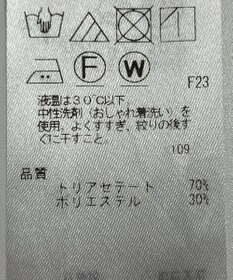 F W
F23
液温は30℃以下、
中性洗剤（おしゃれ着洗い）を
使用。よくすすぎ、絞りの後す
ぐに干すこと。
109
品質
トリアセテート 70%
ポリエステル 30%